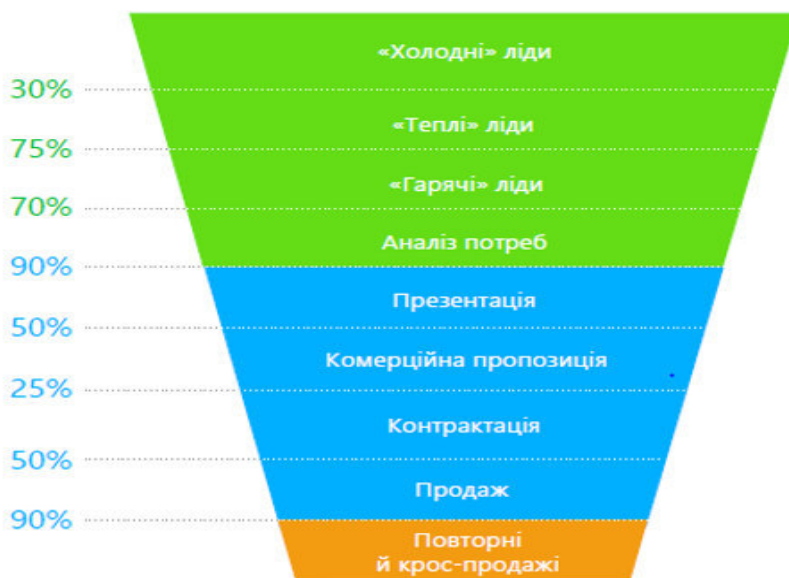 «Холодні» ліди
30%
«Теплі» ліди
75%
«Гарячі» ліди
70%
Аналіз потреб
90%
Презентація
50%
Комерційна пропозиція
25%
Контрактація
50%
Продаж
90%
Повторні
й крос-продажі